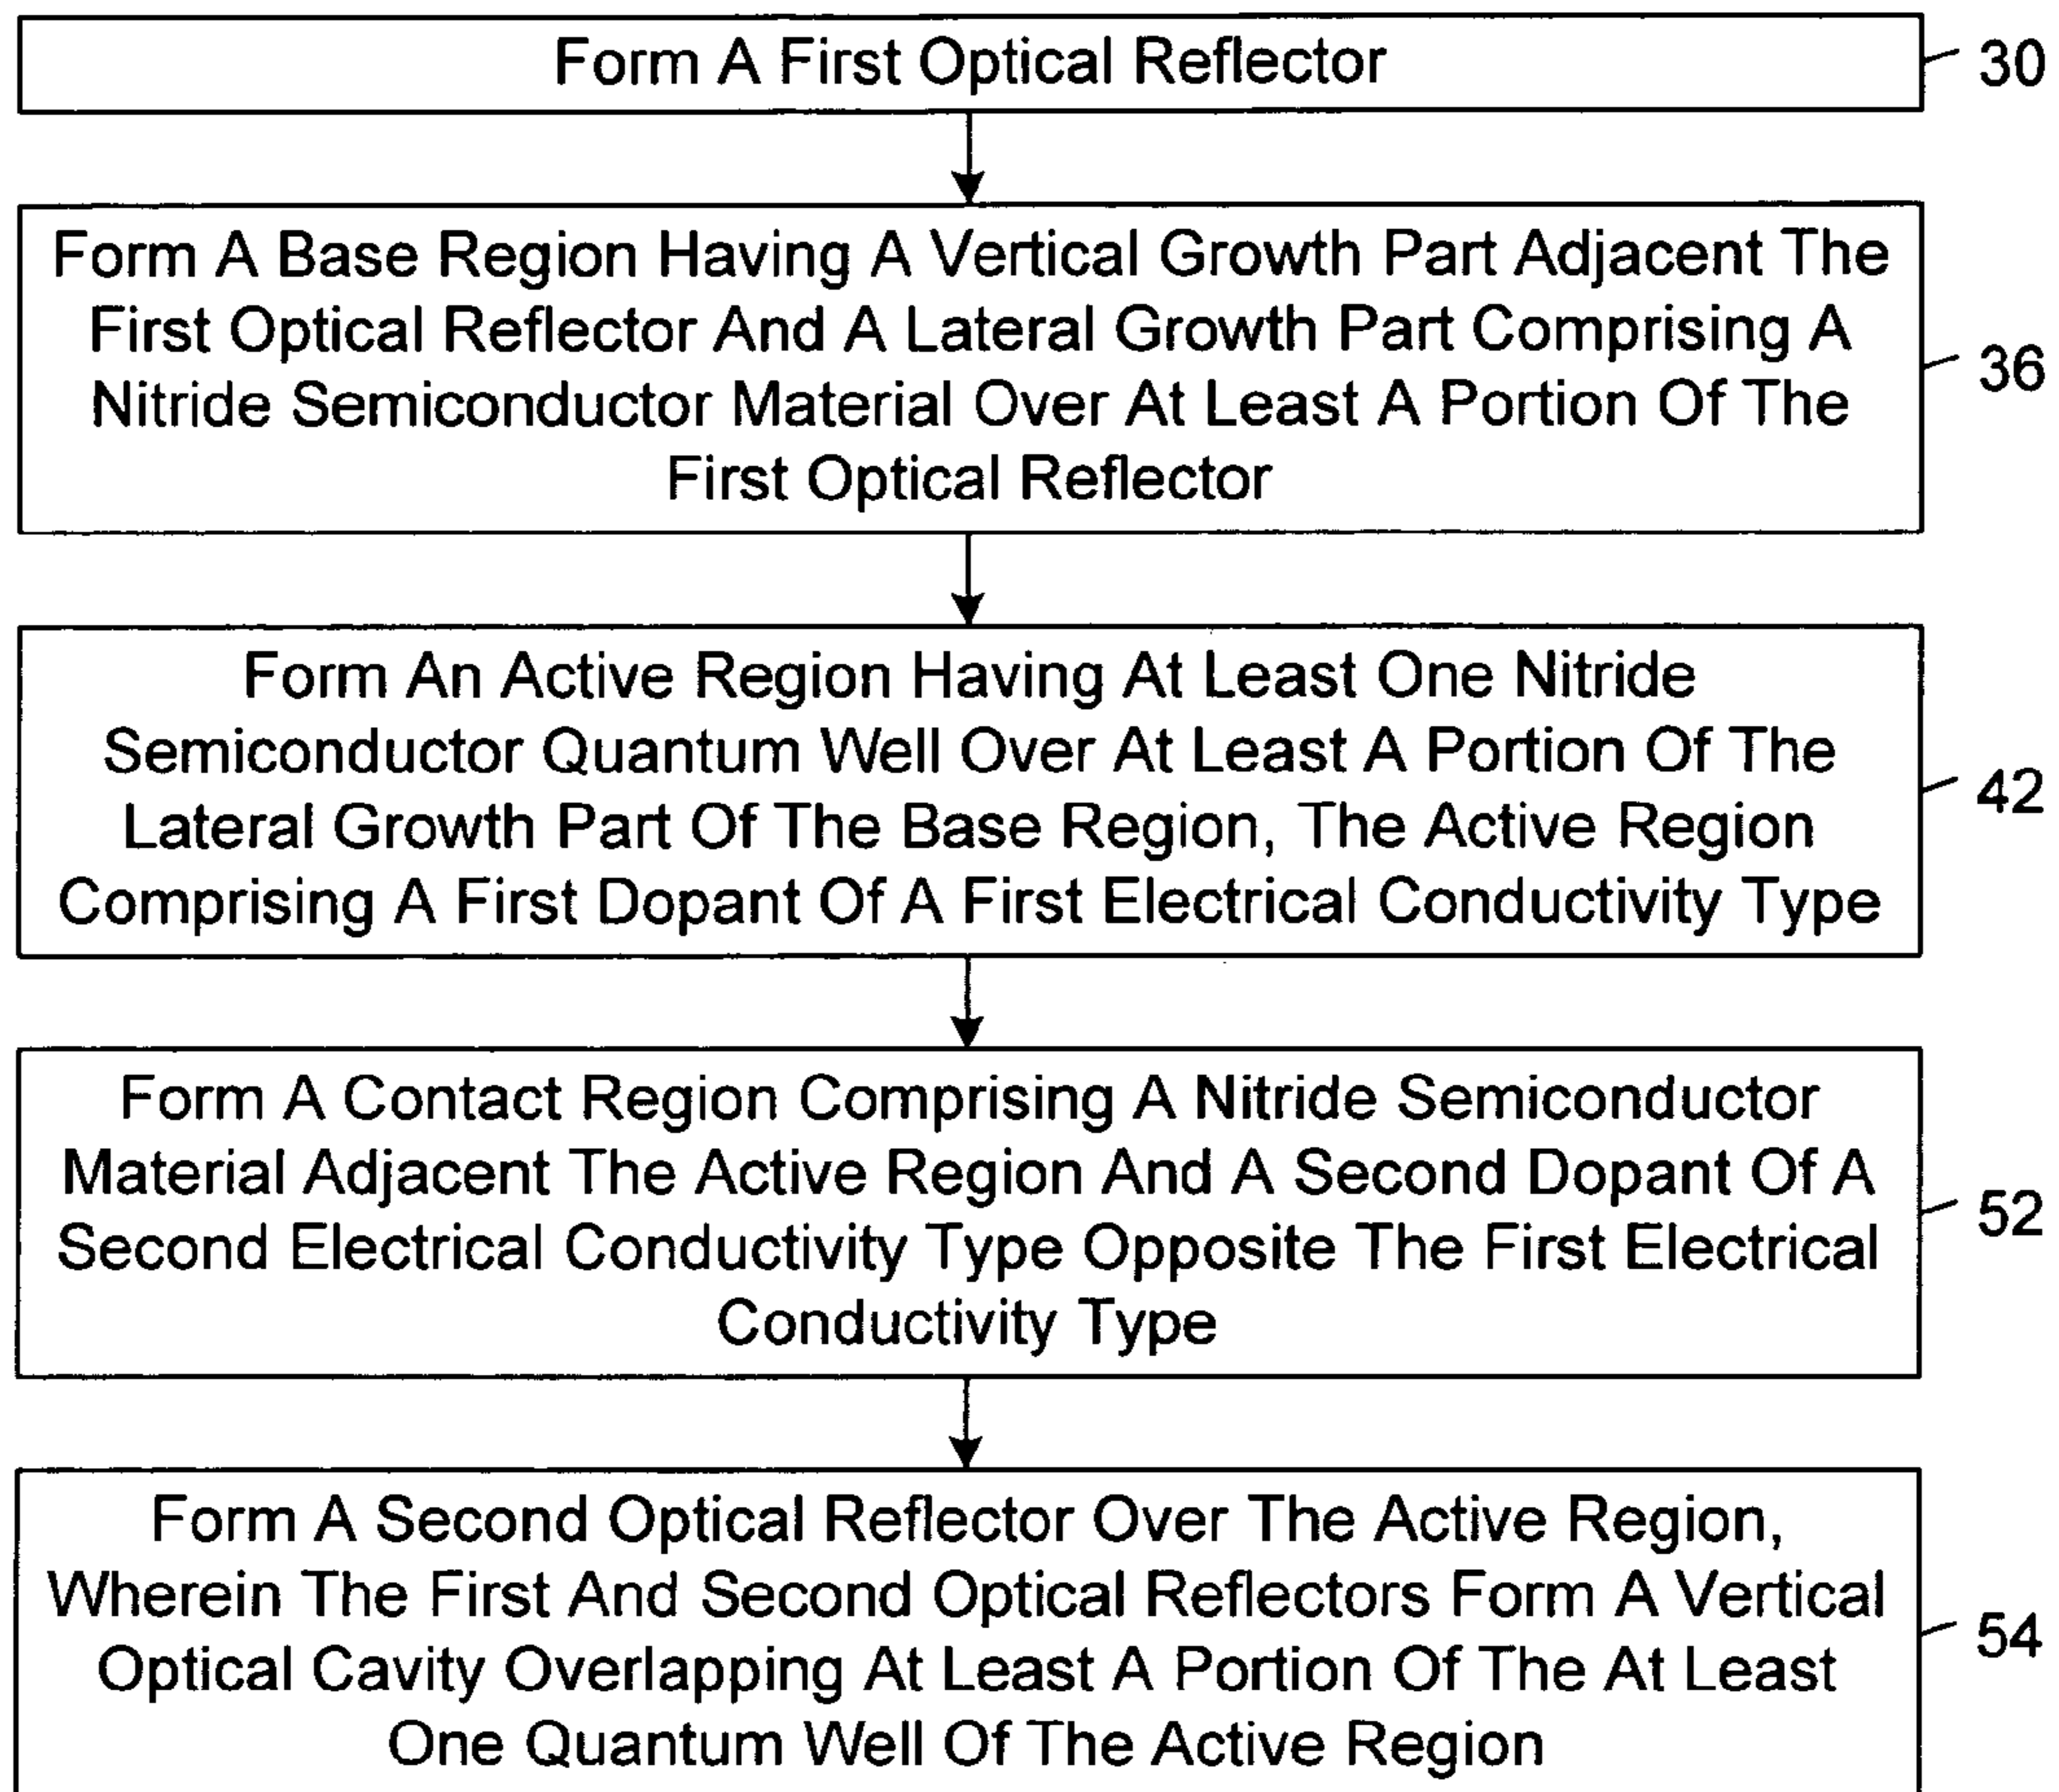 Form A First Optical Reflector
30
Form A Base Region Having A Vertical Growth Part Adjacent The
First Optical Reflector And A Lateral Growth Part Comprising A
Nitride Semiconductor Material Over At Least A Portion Of The
First Optical Reflector
36
Form An Active Region Having At Least One Nitride
Semiconductor Quantum Well Over At Least A Portion Of The
Lateral Growth Part Of The Base Region, The Active Region
Comprising A First Dopant Of A First Electrical Conductivity Type
42
Form A Contact Region Comprising A Nitride Semiconductor
Material Adjacent The Active Region And A Second Dopant Of A
Second Electrical Conductivity Type Opposite The First Electrical
Conductivity Type
52
Form A Second Optical Reflector Over The Active Region,
Wherein The First And Second Optical Reflectors Form A Vertical
Optical Cavity Overlapping At Least A Portion Of The At Least
One Quantum Well Of The Active Region
54